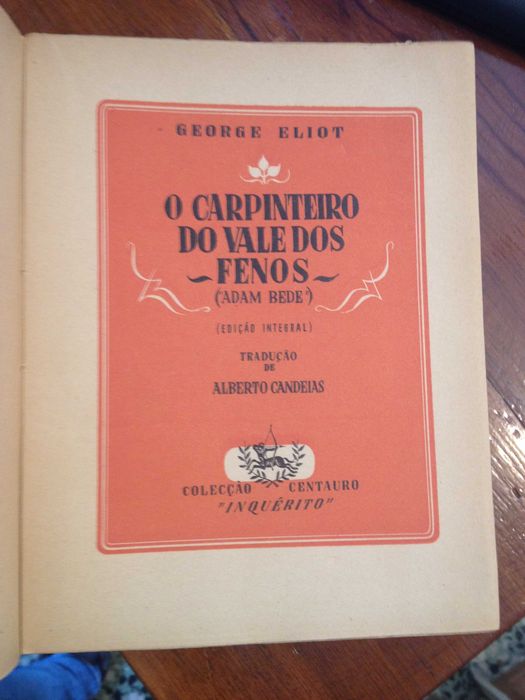 GEORGE ELIOT
O CARPINTEIRO
DO VALE DOS
~ FENOS ~
("ADAM BEDE")
(EDIÇÃO INTEGRAL)
TRADUÇÃO
DE
ALBERTO CANDEIAS
COLECÇÃO CENTAURO
"INQUÉRITO"